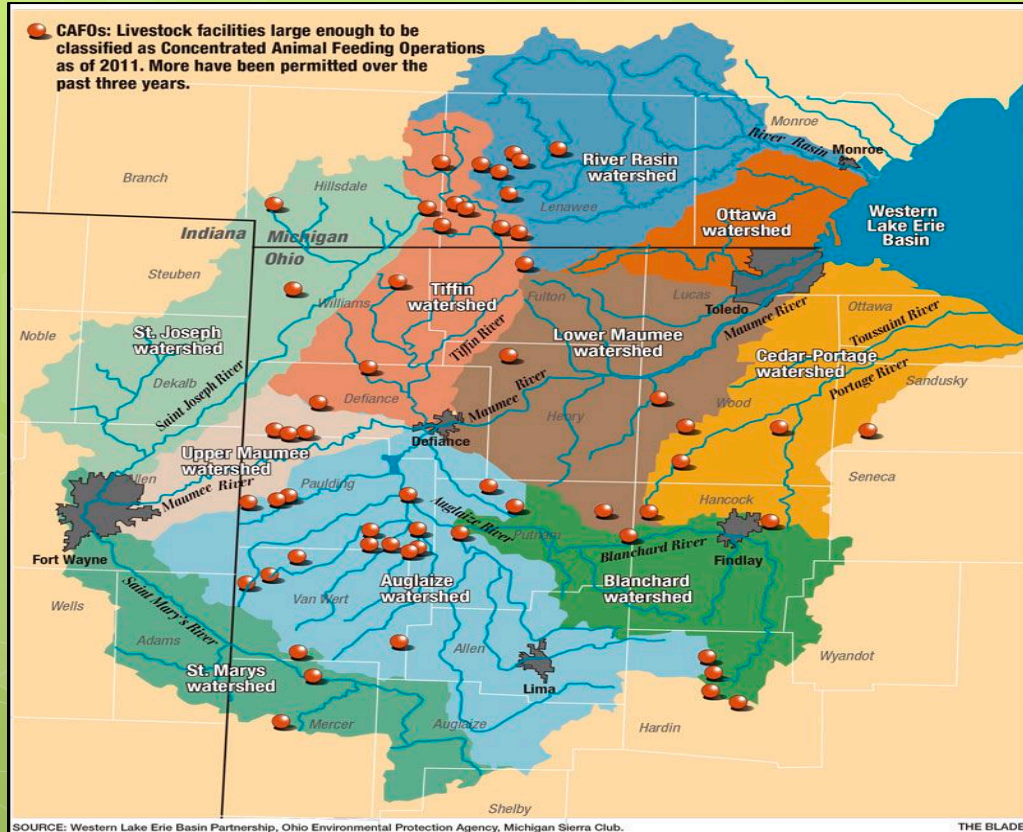 CAFOs: Livestock facilities large enough to be
classified as Concentrated Animal Feeding Operations
as of 2011. More have been permitted over the
past three years.
Monroe
River Rasin
Monroe
River Rasin
watershed
Branch
Hillsdale
Lenawee
Ottawa
watershed
Western
Lake Erie
Basin
Indiana
Michigan
Ohio
Steuben
Williams
Tiffin
watershed
Fulton
Lucas
Toledo
Maumee River
Ottawa
Toussaint River
Noble
St. Joseph
watershed
Tiffin River
Lower Maumee
watershed
Cedar-Portage
watershed
Portage River
Sandusky
Dekalb
Saint Joseph River
Defiance
Maumee
River
Henry
Wood
Defiance
Upper Maumee
watershed
Allen
Maumee River
Paulding
Seneca
Hancock
Auglaize River
Putnam
Blanchard River
Findlay
Fort Wayne
Auglaize
watershed
Blanchard
watershed
Wells
Saint Mary's River
Van Wert
Adams
Allen
Wyandot
St. Marys
watershed
Lima
Mercer
Auglaize
Hardin
Shelby
SOURCE: Western Lake Erie Basin Partnership, Ohio Environmental Protection Agency, Michigan Sierra Club.
THE BLADE